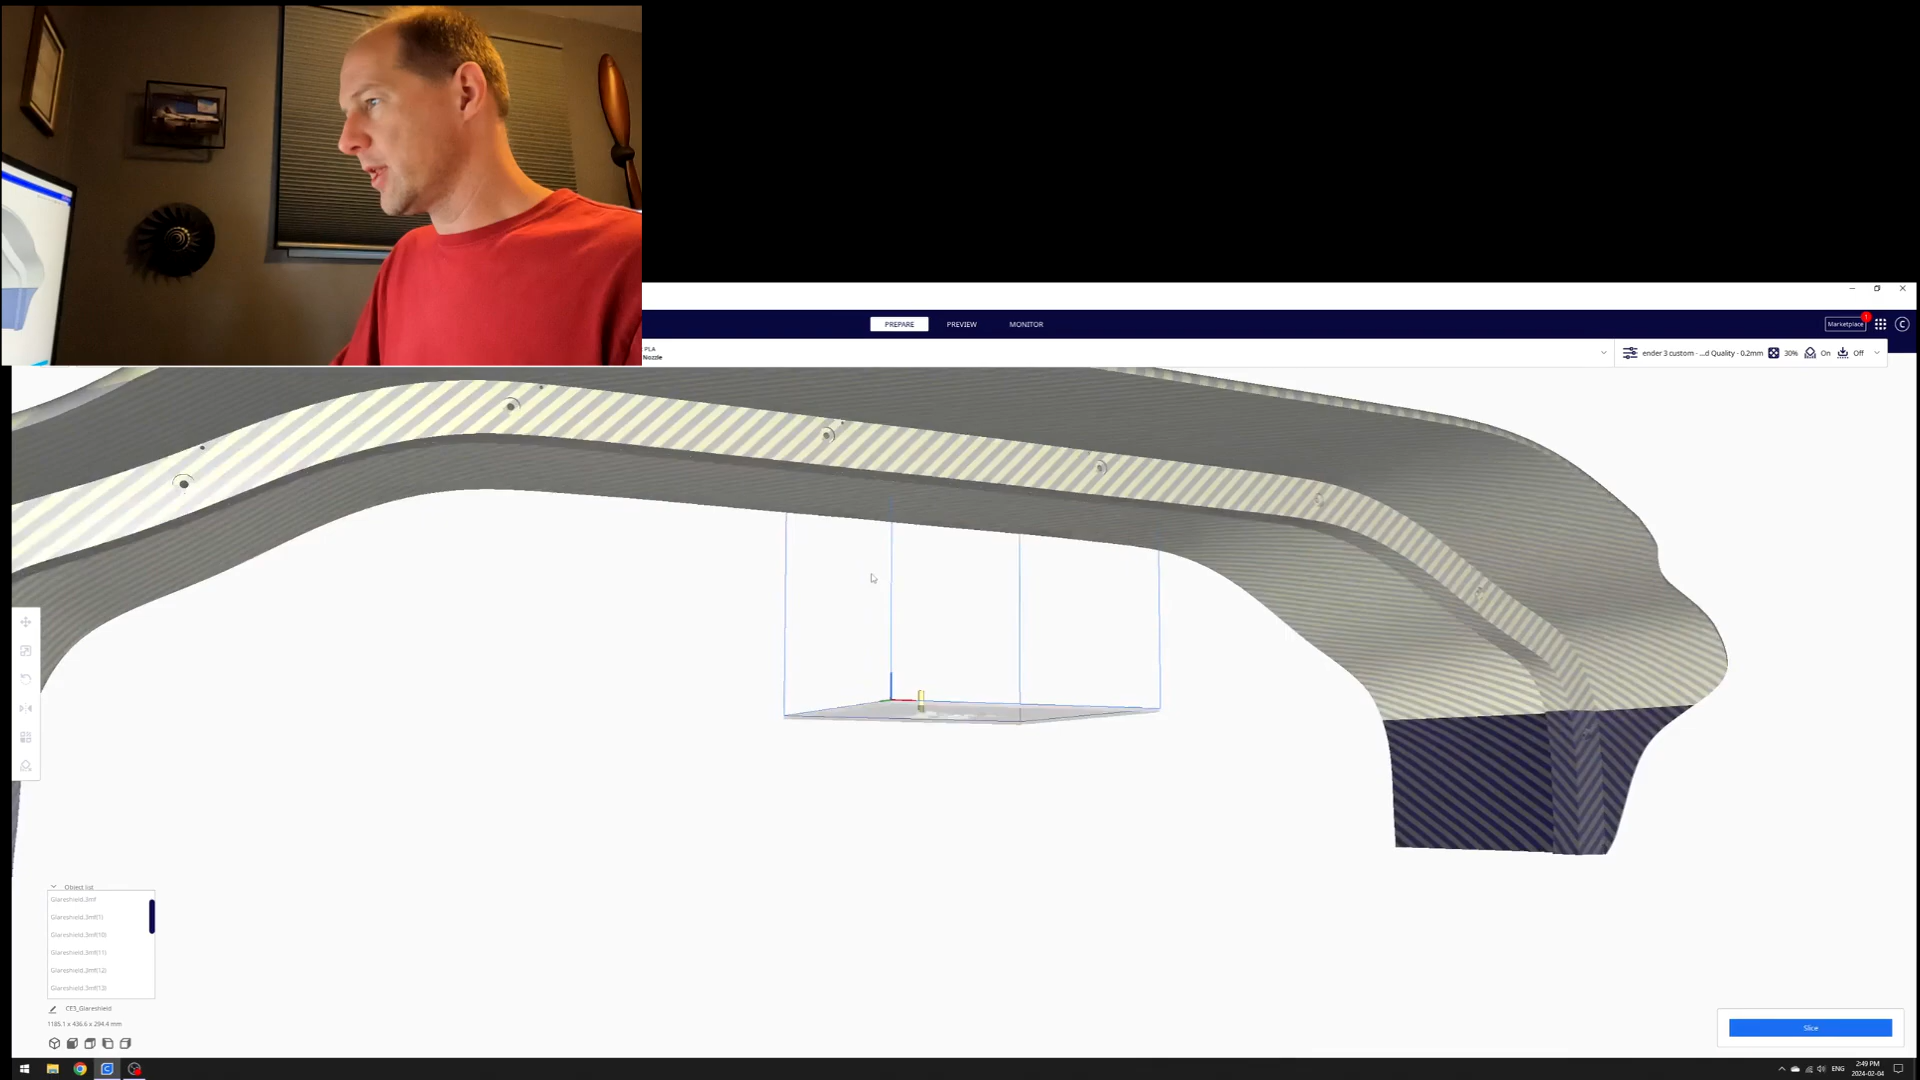 PREPARE
PREVIEW
MONITOR
Marketplace
1
C
PLA
Nozzle
ender 3 custom - ...d Quality - 0.2mm
30%
On
Off
Object list
Glareshield.3mf
Glareshield.3mf(1)
Glareshield.3mf(10)
Glareshield.3mf(11)
Glareshield.3mf(12)
Glareshield.3mf(13)
CE3_Glareshield
1185.1 x 436.6 x 294.4 mm
Slice
ENG
2:49 PM
2024-02-04